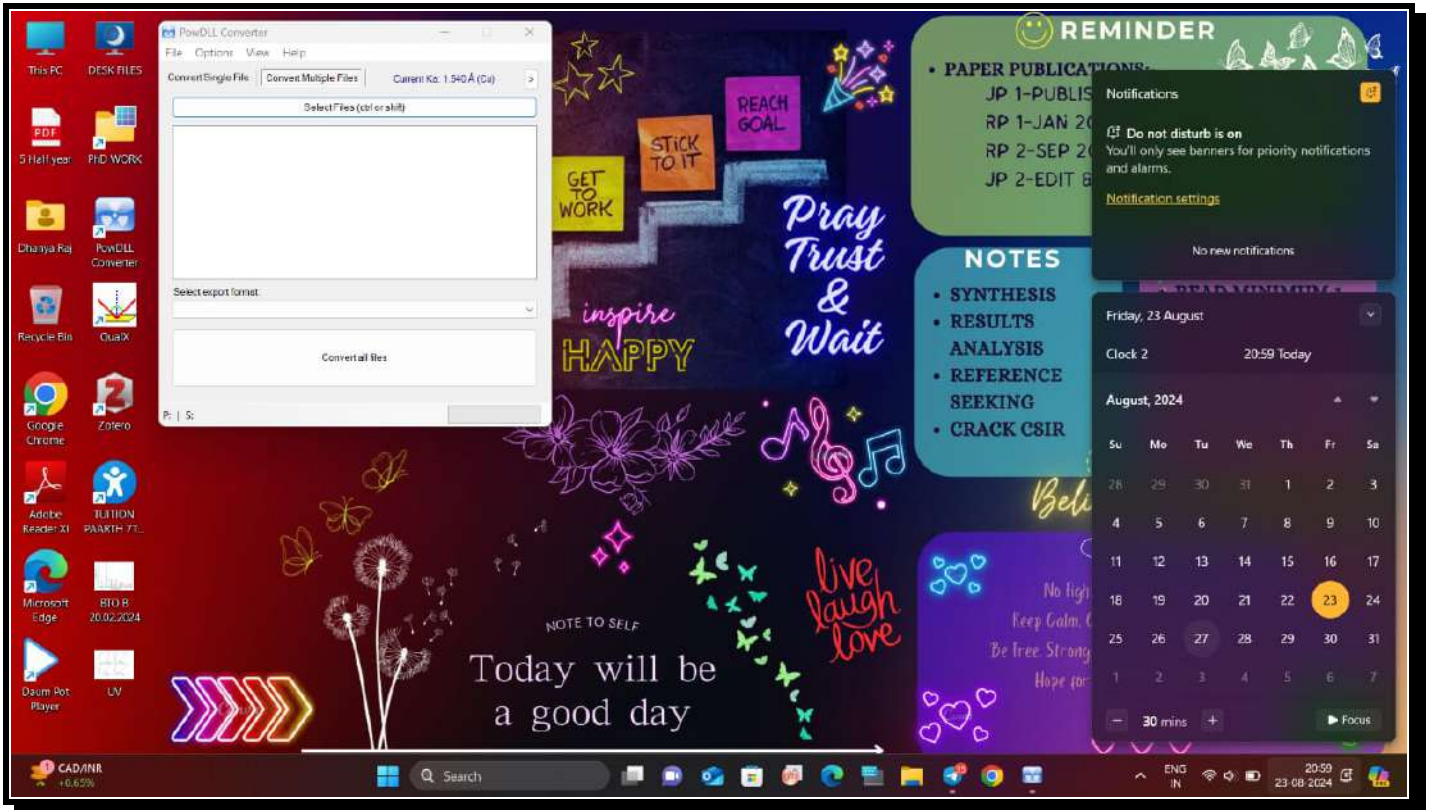 This PC
DESK FILES
PDF
5 Half year
PhD WORK
Dhanya Raj
PowDLL
Converter
Recycle Bin
QualX
Google
Chrome
Zotero
Adobe
Reader XI
TUITION
PAARTH 7T...
Microsoft
Edge
BTO B
20.02.2024
Daum Pot
Player
UV
PowDLL Converter
File Options View Help
Convert Single File
Convert Multiple Files
Current Kα: 1.540 Å (Cu)
>
Select Files (ctrl or shift)
Select export format
Convert all files
P: | S:
GET
TO
WORK
STICK
TO IT
REACH
GOAL
Pray
Trust
&
Wait
inspire
HAPPY
NOTE TO SELF
Today will be
a good day
live
laugh
love
REMINDER
• PAPER PUBLICATIONS:
JP 1-PUBLIS
RP 1-JAN 20
RP 2-SEP 20
JP 2-EDIT &
NOTES
• SYNTHESIS
• RESULTS
ANALYSIS
• REFERENCE
SEEKING
• CRACK CSIR
• READ MINIMUM 1
Beli
Keep Calm,
Be free. Strong
Hope for
Notifications
Do not disturb is on
You'll only see banners for priority notifications
and alarms.
Notification settings
No new notifications
Friday, 23 August
Clock 2 20:59 Today
August, 2024
Su Mo Tu We Th Fr Sa
28 29 30 31 1 2 3
4 5 6 7 8 9 10
11 12 13 14 15 16 17
18 19 20 21 22 23 24
25 26 27 28 29 30 31
1 2 3 4 5 6 7
− 30 mins +
Focus
1
CAD/INR
+0.65%
Search
ENG
IN
20:59
23-08-2024